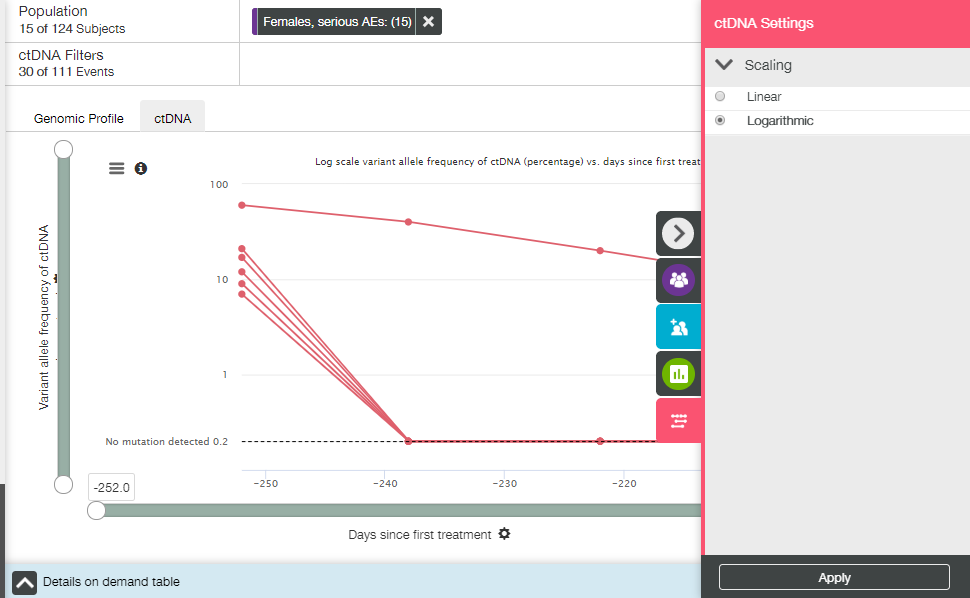 Population
15 of 124 Subjects
Females, serious AEs: (15)
ctDNA Filters
30 of 111 Events
Genomic Profile
ctDNA
Log scale variant allele frequency of ctDNA (percentage) vs. days since first treat
100
10
1
No mutation detected 0.2
Variant allele frequency of ctDNA
-252.0
-250
-240
-230
-220
Days since first treatment
Details on demand table
ctDNA Settings
Scaling
Linear
Logarithmic
Apply